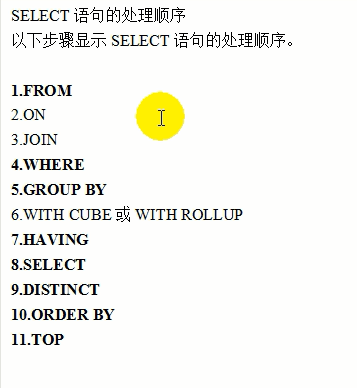 SELECT 语句的处理顺序
以下步骤显示 SELECT 语句的处理顺序。
1.FROM
2.ON
3.JOIN
4.WHERE
5.GROUP BY
6.WITH CUBE 或 WITH ROLLUP
7.HAVING
8.SELECT
9.DISTINCT
10.ORDER BY
11.TOP